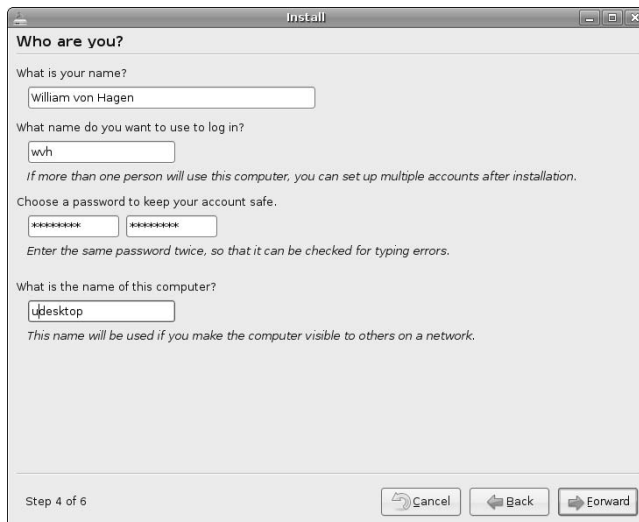 Install
Who are you?
What is your name?
William von Hagen
What name do you want to use to log in?
wvh
If more than one person will use this computer, you can set up multiple accounts after installation.
Choose a password to keep your account safe.
******** ********
Enter the same password twice, so that it can be checked for typing errors.
What is the name of this computer?
udesktop
This name will be used if you make the computer visible to others on a network.
Step 4 of 6 Cancel Back Forward